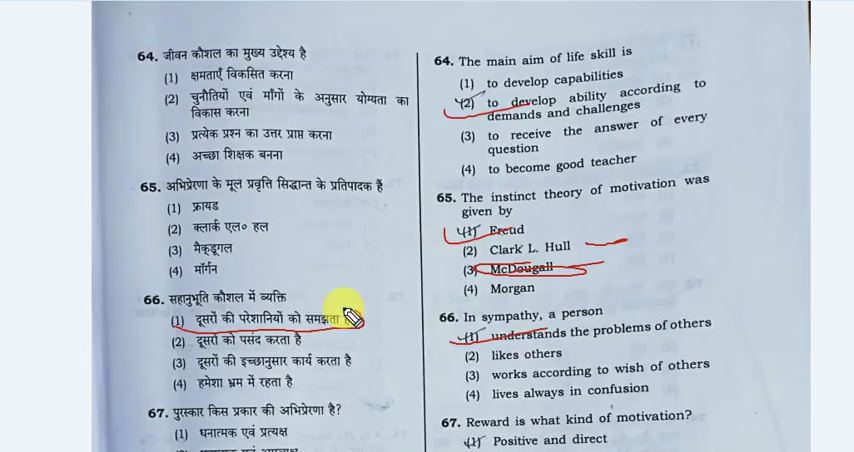 64. जीवन कौशल का मुख्य उद्देश्य है
(1) क्षमताएँ विकसित करना
(2) चुनौतियों एवं माँगों के अनुसार योग्यता का
विकास करना
(3) प्रत्येक प्रश्न का उत्तर प्राप्त करना
(4) अच्छा शिक्षक बनना
65. अभिप्रेरणा के मूल प्रवृत्ति सिद्धान्त के प्रतिपादक हैं
(1) फ्रायड
(2) क्लार्क एल० हल
(3) मैक्डूगल
(4) मॉर्गन
66. सहानुभूति कौशल में व्यक्ति
(1) दूसरों की परेशानियों को समझता है
(2) दूसरों को पसंद करता है
(3) दूसरों की इच्छानुसार कार्य करता है
(4) हमेशा भ्रम में रहता है
67. पुरस्कार किस प्रकार की अभिप्रेरणा है?
(1) धनात्मक एवं प्रत्यक्ष
64. The main aim of life skill is
(1) to develop capabilities
(2) to develop ability according to
demands and challenges
(3) to receive the answer of every
question
(4) to become good teacher
65. The instinct theory of motivation was
given by
(1) Freud
(2) Clark L. Hull
(3) McDougall
(4) Morgan
66. In sympathy, a person
(1) understands the problems of others
(2) likes others
(3) works according to wish of others
(4) lives always in confusion
67. Reward is what kind of motivation?
(1) Positive and direct